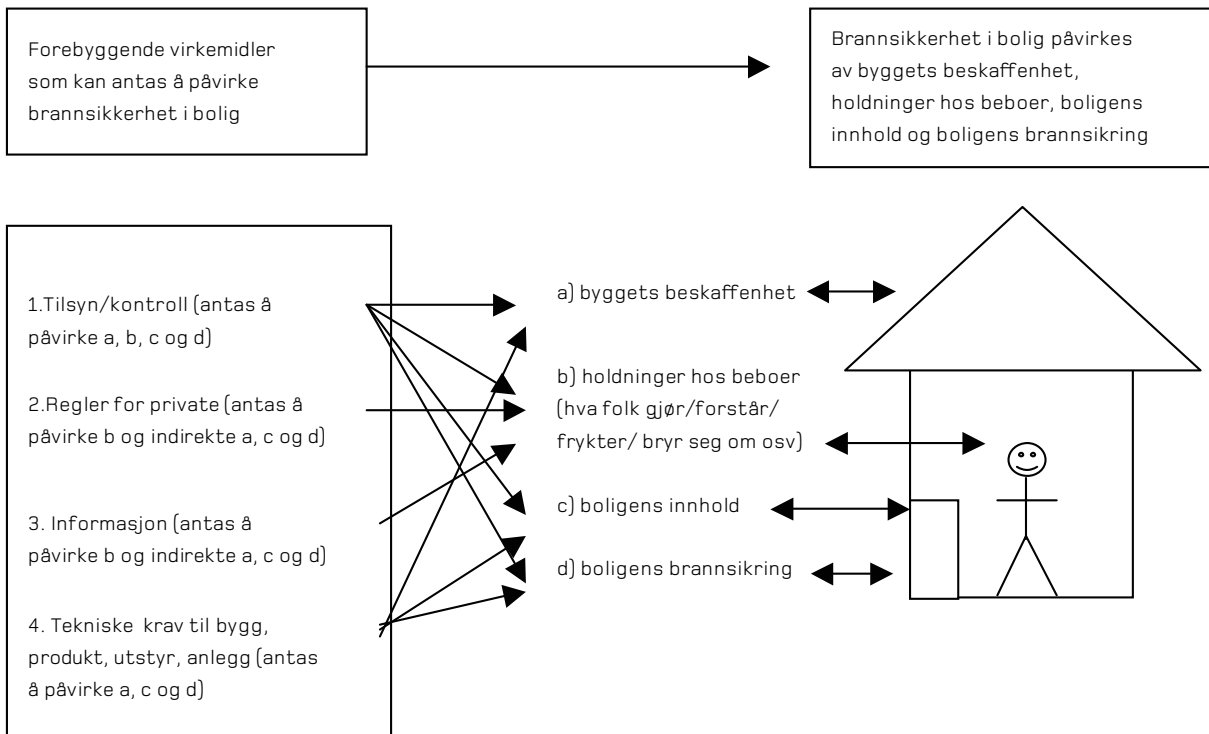 Forebyggende virkemidler
som kan antas å påvirke
brannsikkerhet i bolig
Brannsikkerhet i bolig påvirkes
av byggets beskaffenhet,
holdninger hos beboer, boligens
innhold og boligens brannsikring
1.Tilsyn/kontroll (antas å
påvirke a, b, c og d)
2.Regler for private (antas å
påvirke b og indirekte a, c og d)
3. Informasjon (antas å
påvirke b og indirekte a, c og d)
4. Tekniske krav til bygg,
produkt, utstyr, anlegg (antas
å påvirke a, c og d)
a) byggets beskaffenhet
b) holdninger hos beboer
(hva folk gjør/forstår/
frykter/ bryr seg om osv)
c) boligens innhold
d) boligens brannsikring